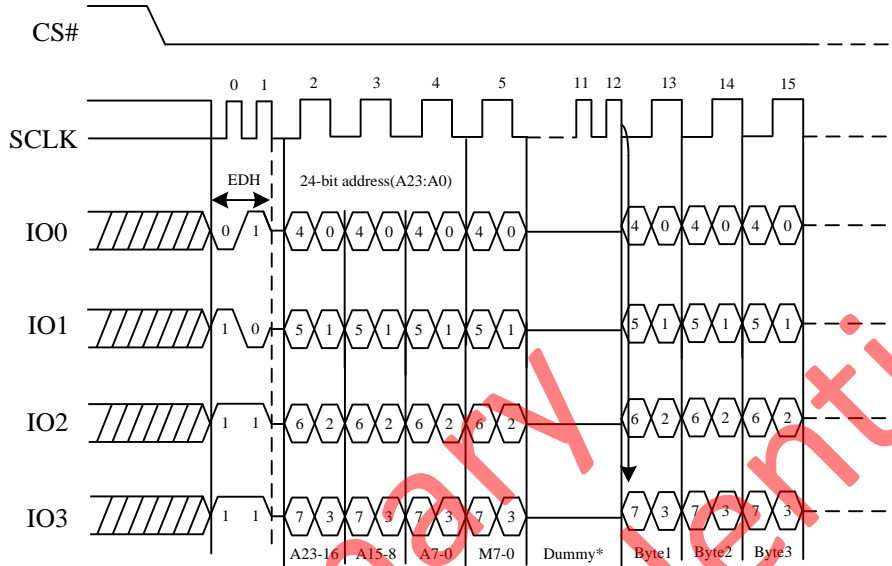 CS#
0 1 2 3 4 5 11 12 13 14 15
SCLK
EDH 24-bit address(A23:A0)
IO0 0 1 4 0 4 0 4 0 4 0 4 0 4 0 4 0
IO1 1 0 5 1 5 1 5 1 5 1 5 1 5 1 5 1
IO2 1 1 6 2 6 2 6 2 6 2 6 2 6 2 6 2
IO3 1 1 7 3 7 3 7 3 7 3 7 3 7 3 7 3
A23-16 A15-8 A7-0 M7-0 Dummy* Byte1 Byte2 Byte3